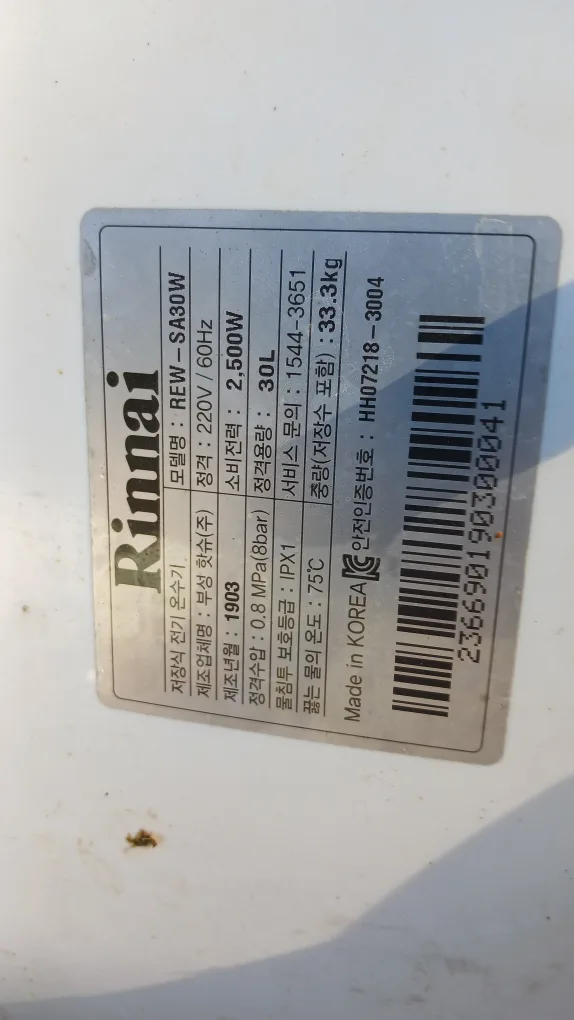 Rinnai
저장식 전기 온수기 모델명 : REW-SA30W
제조업체명 : 부성 핫슈(주) 정격 : 220V / 60Hz
제조년월 : 1903 소비전력 : 2,500W
정격수압 : 0.8 MPa(8bar) 정격용량 : 30L
물침투 보호등급 : IPX1 서비스 문의 : 1544-3651
끓는 물의 온도 : 75℃ 중량(저장수 포함) : 33.3kg
Made in KOREA 안전인증번호 : HH07218-3004
236690190300041